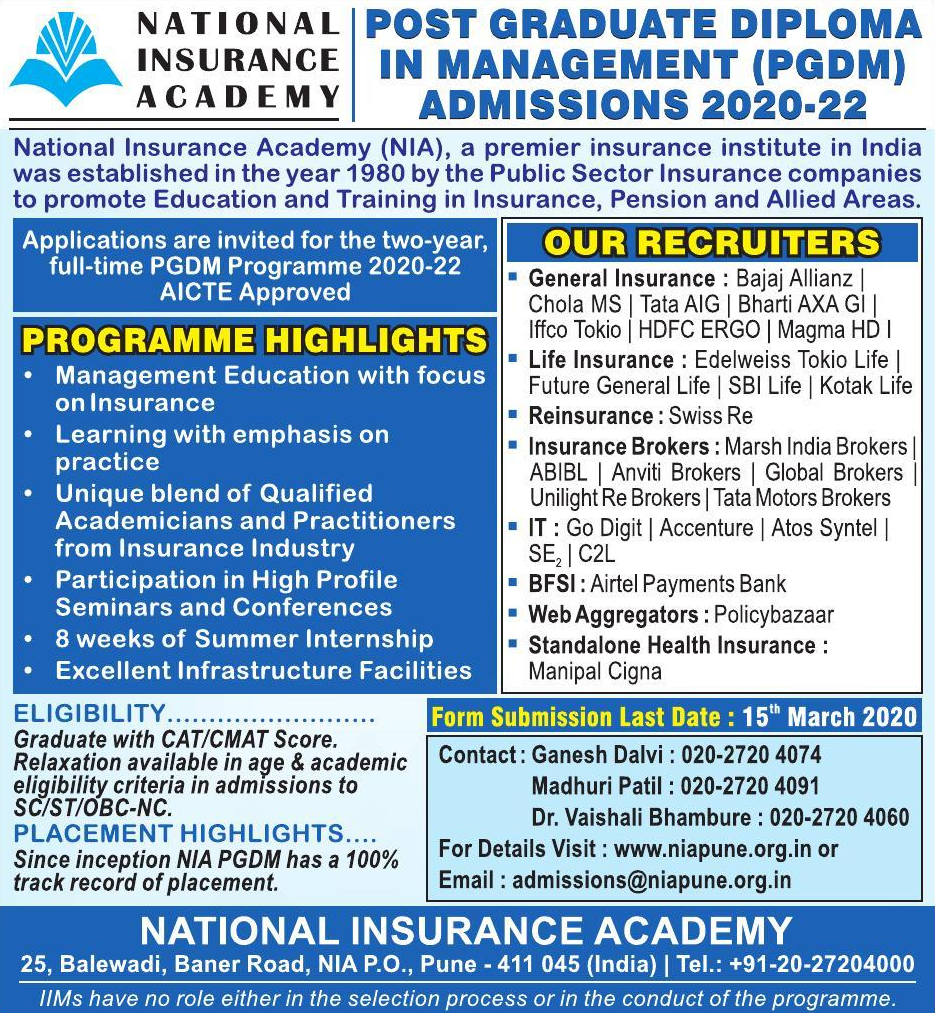 NATIONAL
INSURANCE
ACADEMY
POST GRADUATE DIPLOMA
IN MANAGEMENT (PGDM)
ADMISSIONS 2020-22
National Insurance Academy (NIA), a premier insurance institute in India
was established in the year 1980 by the Public Sector Insurance companies
to promote Education and Training in Insurance, Pension and Allied Areas.
Applications are invited for the two-year,
full-time PGDM Programme 2020-22
AICTE Approved
PROGRAMME HIGHLIGHTS
• Management Education with focus
on Insurance
• Learning with emphasis on
practice
• Unique blend of Qualified
Academicians and Practitioners
from Insurance Industry
• Participation in High Profile
Seminars and Conferences
• 8 weeks of Summer Internship
• Excellent Infrastructure Facilities
OUR RECRUITERS
▪ General Insurance : Bajaj Allianz |
Chola MS | Tata AIG | Bharti AXA GI |
Iffco Tokio | HDFC ERGO | Magma HD I
▪ Life Insurance : Edelweiss Tokio Life |
Future General Life | SBI Life | Kotak Life
▪ Reinsurance : Swiss Re
▪ Insurance Brokers : Marsh India Brokers |
ABIBL | Anviti Brokers | Global Brokers |
Unilight Re Brokers | Tata Motors Brokers
▪ IT : Go Digit | Accenture | Atos Syntel |
SE₂ | C2L
▪ BFSI : Airtel Payments Bank
▪ Web Aggregators : Policybazaar
▪ Standalone Health Insurance :
Manipal Cigna
ELIGIBILITY.........................
Graduate with CAT/CMAT Score.
Relaxation available in age & academic
eligibility criteria in admissions to
SC/ST/OBC-NC.
PLACEMENT HIGHLIGHTS....
Since inception NIA PGDM has a 100%
track record of placement.
Form Submission Last Date : 15th March 2020
Contact : Ganesh Dalvi : 020-2720 4074
Madhuri Patil : 020-2720 4091
Dr. Vaishali Bhambure : 020-2720 4060
For Details Visit : www.niapune.org.in or
Email : admissions@niapune.org.in
NATIONAL INSURANCE ACADEMY
25, Balewadi, Baner Road, NIA P.O., Pune - 411 045 (India) | Tel.: +91-20-27204000
IIMs have no role either in the selection process or in the conduct of the programme.